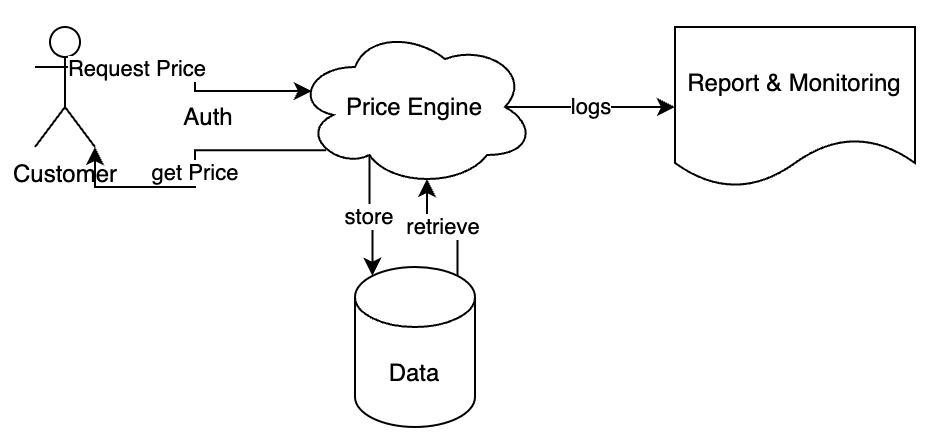 Request Price
Auth
Customer
get Price
Price Engine
logs
Report & Monitoring
store
retrieve
Data